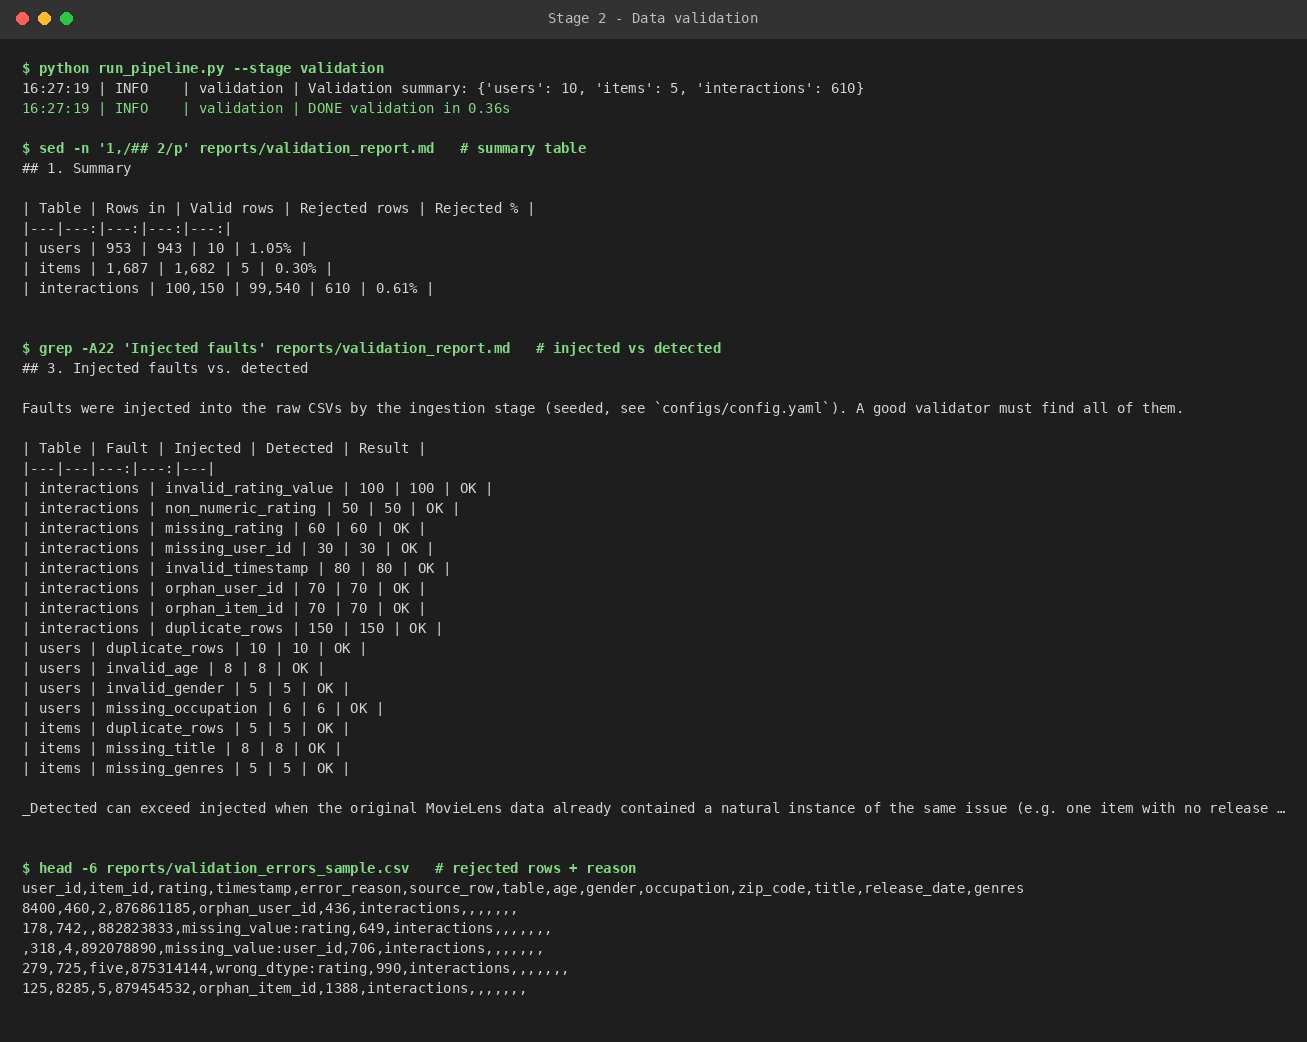 Stage 2 - Data validation
$ python run_pipeline.py --stage validation
16:27:19 | INFO    | validation | Validation summary: {'users': 10, 'items': 5, 'interactions': 610}
16:27:19 | INFO    | validation | DONE validation in 0.36s
$ sed -n '1,/## 2/p' reports/validation_report.md   # summary table
## 1. Summary
| Table | Rows in | Valid rows | Rejected rows | Rejected % |
|---|---:|---:|---:|---:|
| users | 953 | 943 | 10 | 1.05% |
| items | 1,687 | 1,682 | 5 | 0.30% |
| interactions | 100,150 | 99,540 | 610 | 0.61% |
$ grep -A22 'Injected faults' reports/validation_report.md   # injected vs detected
## 3. Injected faults vs. detected
Faults were injected into the raw CSVs by the ingestion stage (seeded, see `configs/config.yaml`). A good validator must find all of them.
| Table | Fault | Injected | Detected | Result |
|---|---|---:|---:|---|
| interactions | invalid_rating_value | 100 | 100 | OK |
| interactions | non_numeric_rating | 50 | 50 | OK |
| interactions | missing_rating | 60 | 60 | OK |
| interactions | missing_user_id | 30 | 30 | OK |
| interactions | invalid_timestamp | 80 | 80 | OK |
| interactions | orphan_user_id | 70 | 70 | OK |
| interactions | orphan_item_id | 70 | 70 | OK |
| interactions | duplicate_rows | 150 | 150 | OK |
| users | duplicate_rows | 10 | 10 | OK |
| users | invalid_age | 8 | 8 | OK |
| users | invalid_gender | 5 | 5 | OK |
| users | missing_occupation | 6 | 6 | OK |
| items | duplicate_rows | 5 | 5 | OK |
| items | missing_title | 8 | 8 | OK |
| items | missing_genres | 5 | 5 | OK |
_Detected can exceed injected when the original MovieLens data already contained a natural instance of the same issue (e.g. one item with no release …
$ head -6 reports/validation_errors_sample.csv   # rejected rows + reason
user_id,item_id,rating,timestamp,error_reason,source_row,table,age,gender,occupation,zip_code,title,release_date,genres
8400,460,2,876861185,orphan_user_id,436,interactions,,,,,,,
178,742,,882823833,missing_value:rating,649,interactions,,,,,,,
,318,4,892078890,missing_value:user_id,706,interactions,,,,,,,
279,725,five,875314144,wrong_dtype:rating,990,interactions,,,,,,,
125,8285,5,879454532,orphan_item_id,1388,interactions,,,,,,,